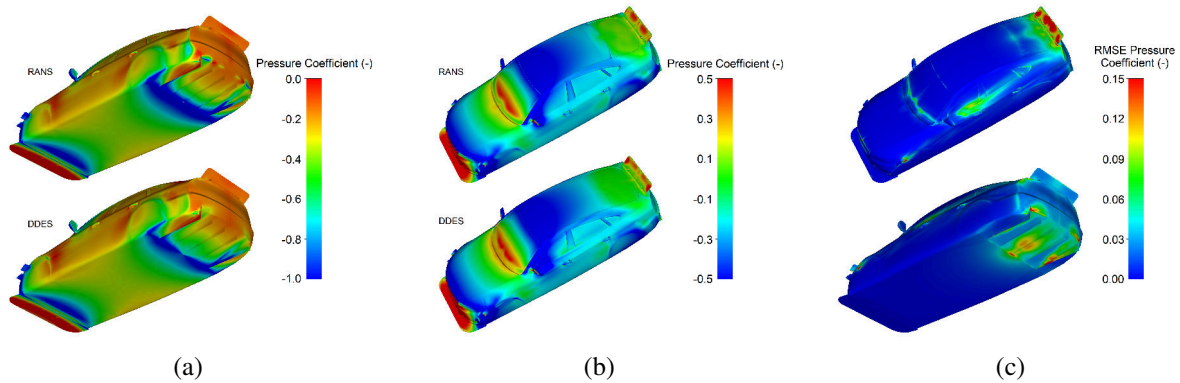 RANS
DDES
Pressure Coefficient (-)
0.0
-0.2
-0.4
-0.6
-0.8
-1.0
(a)
RANS
DDES
Pressure Coefficient (-)
0.5
0.3
0.1
-0.1
-0.3
-0.5
(b)
RMSE Pressure
Coefficient (-)
0.15
0.12
0.09
0.06
0.03
0.00
(c)